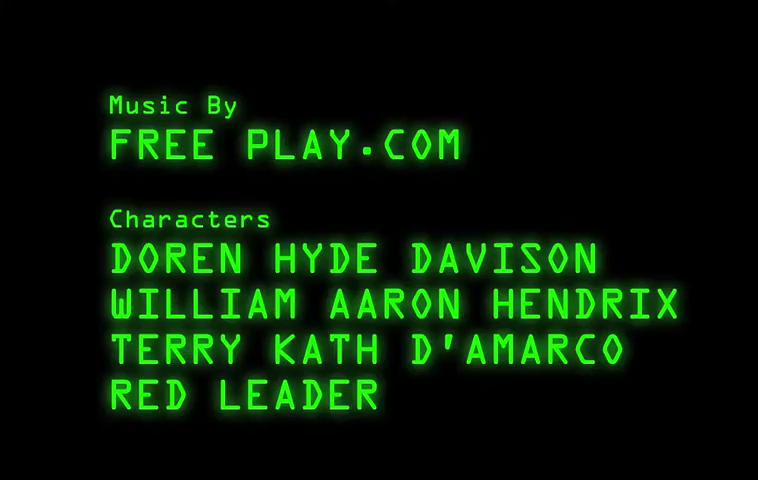 Music By
FREE PLAY.COM
Characters
DOREN HYDE DAVISON
WILLIAM AARON HENDRIX
TERRY KATH D'AMARCO
RED LEADER